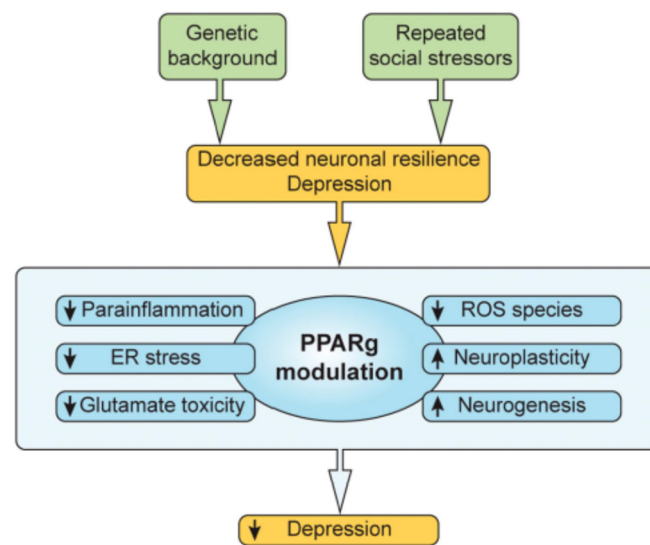 Genetic
background
Repeated
social stressors
Decreased neuronal resilience
Depression
↓ Parainflammation
↓ ER stress
↓ Glutamate toxicity
PPARg
modulation
↓ ROS species
↑ Neuroplasticity
↑ Neurogenesis
↓ Depression